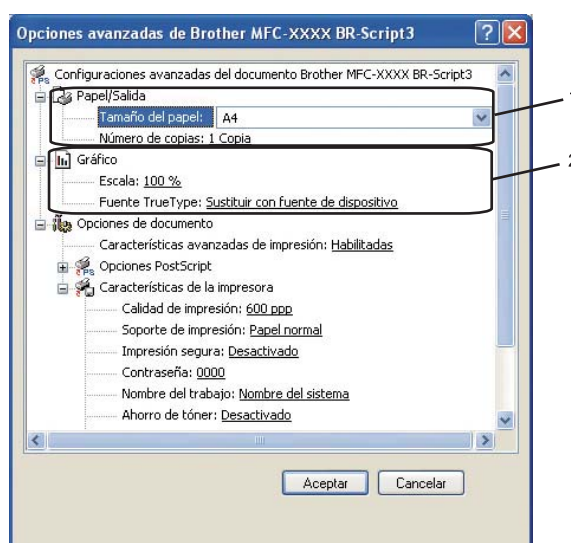 Opciones avanzadas de Brother MFC-XXXX BR-Script3
Configuraciones avanzadas del documento Brother MFC-XXXX BR-Script3
Papel/Salida
Tamaño del papel: A4
Número de copias: 1 Copia
Gráfico
Escala: 100 %
Fuente TrueType: Sustituir con fuente de dispositivo
Opciones de documento
Características avanzadas de impresión: Habilitadas
Opciones PostScript
Características de la impresora
Calidad de impresión: 600 ppp
Soporte de impresión: Papel normal
Impresión segura: Desactivado
Contraseña: 0000
Nombre del trabajo: Nombre del sistema
Ahorro de tóner: Desactivado
Aceptar Cancelar